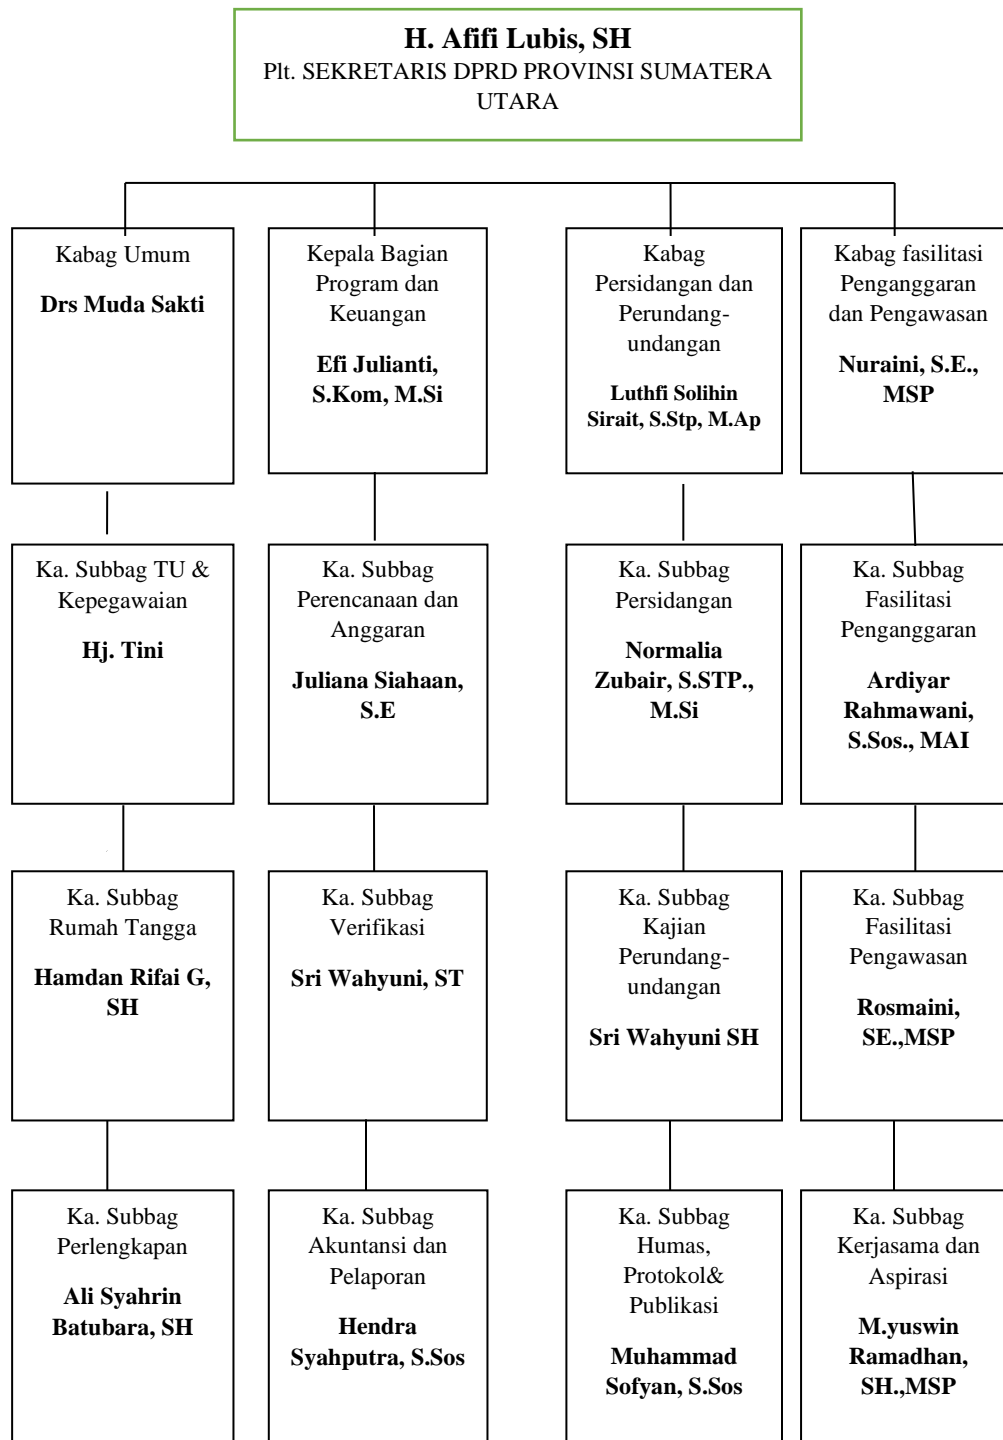 H. Afifi Lubis, SH
Plt. SEKRETARIS DPRD PROVINSI SUMATERA
UTARA
Kabag Umum
Drs Muda Sakti
Kepala Bagian
Program dan
Keuangan
Efi Julianti,
S.Kom, M.Si
Kabag
Persidangan dan
Perundang-
undangan
Luthfi Solihin
Sirait, S.Stp, M.Ap
Kabag fasilitasi
Penganggaran
dan Pengawasan
Nuraini, S.E.,
MSP
Ka. Subbag TU &
Kepegawaian
Hj. Tini
Ka. Subbag
Perencanaan dan
Anggaran
Juliana Siahaan,
S.E
Ka. Subbag
Persidangan
Normalia
Zubair, S.STP.,
M.Si
Ka. Subbag
Fasilitasi
Penganggaran
Ardiyar
Rahmawani,
S.Sos., MAI
Ka. Subbag
Rumah Tangga
Hamdan Rifai G,
SH
Ka. Subbag
Verifikasi
Sri Wahyuni, ST
Ka. Subbag
Kajian
Perundang-
undangan
Sri Wahyuni SH
Ka. Subbag
Fasilitasi
Pengawasan
Rosmaini,
SE.,MSP
Ka. Subbag
Perlengkapan
Ali Syahrin
Batubara, SH
Ka. Subbag
Akuntansi dan
Pelaporan
Hendra
Syahputra, S.Sos
Ka. Subbag
Humas,
Protokol&
Publikasi
Muhammad
Sofyan, S.Sos
Ka. Subbag
Kerjasama dan
Aspirasi
M.yuswin
Ramadhan,
SH.,MSP